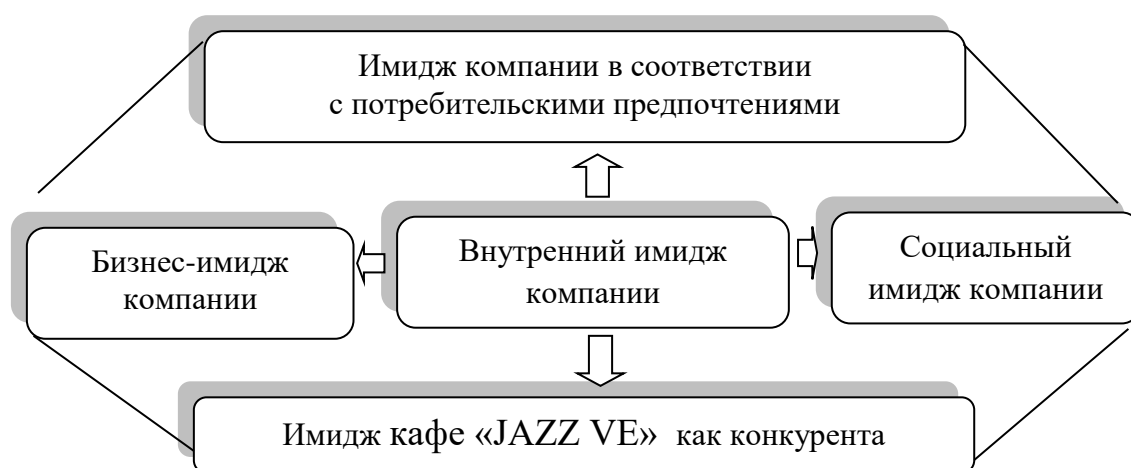 Имидж компании в соответствии
с потребительскими предпочтениями
Бизнес-имидж
компании
Внутренний имидж
компании
Социальный
имидж компании
Имидж кафе «JAZZ VE» как конкурента